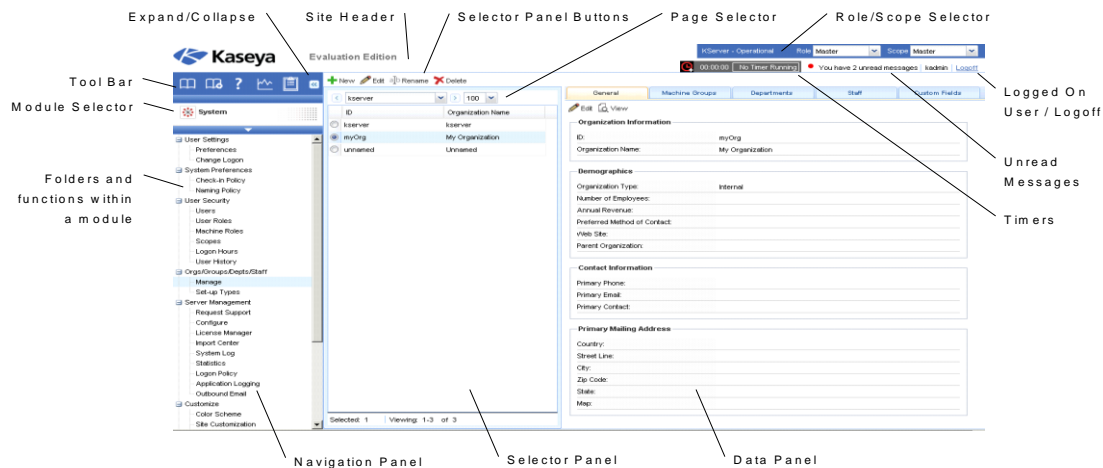 Expand/Collapse
Site Header
Selector Panel Buttons
Page Selector
Role/Scope Selector
Kaseya
Evaluation Edition
KServer - Operational Role Master Scope Master
00:00:00 No Timer Running You have 2 unread messages | kadmin | Logoff
Tool Bar
Module Selector
Folders and
functions within
a module
Logged On
User / Logoff
Unread
Messages
Timers
?
System
User Settings
Preferences
Change Logon
System Preferences
Check-in Policy
Naming Policy
User Security
Users
User Roles
Machine Roles
Scopes
Logon Hours
User History
Orgs/Groups/Depts/Staff
Manage
Set-up Types
Server Management
Request Support
Configure
License Manager
Import Center
System Log
Statistics
Logon Policy
Application Logging
Outbound Email
Customize
Color Scheme
Site Customization
New Edit Rename Delete
kserver 100
ID Organization Name
kserver kserver
myOrg My Organization
unnamed Unnamed
Selected: 1 Viewing: 1-3 of 3
General Machine Groups Departments Staff Custom Fields
Edit View
Organization Information
ID: myOrg
Organization Name: My Organization
Demographics
Organization Type: Internal
Number of Employees:
Annual Revenue:
Preferred Method of Contact:
Web Site:
Parent Organization:
Contact Information
Primary Phone:
Primary Email:
Primary Contact:
Primary Mailing Address
Country:
Street Line:
City:
Zip Code:
State:
Map:
Navigation Panel
Selector Panel
Data Panel